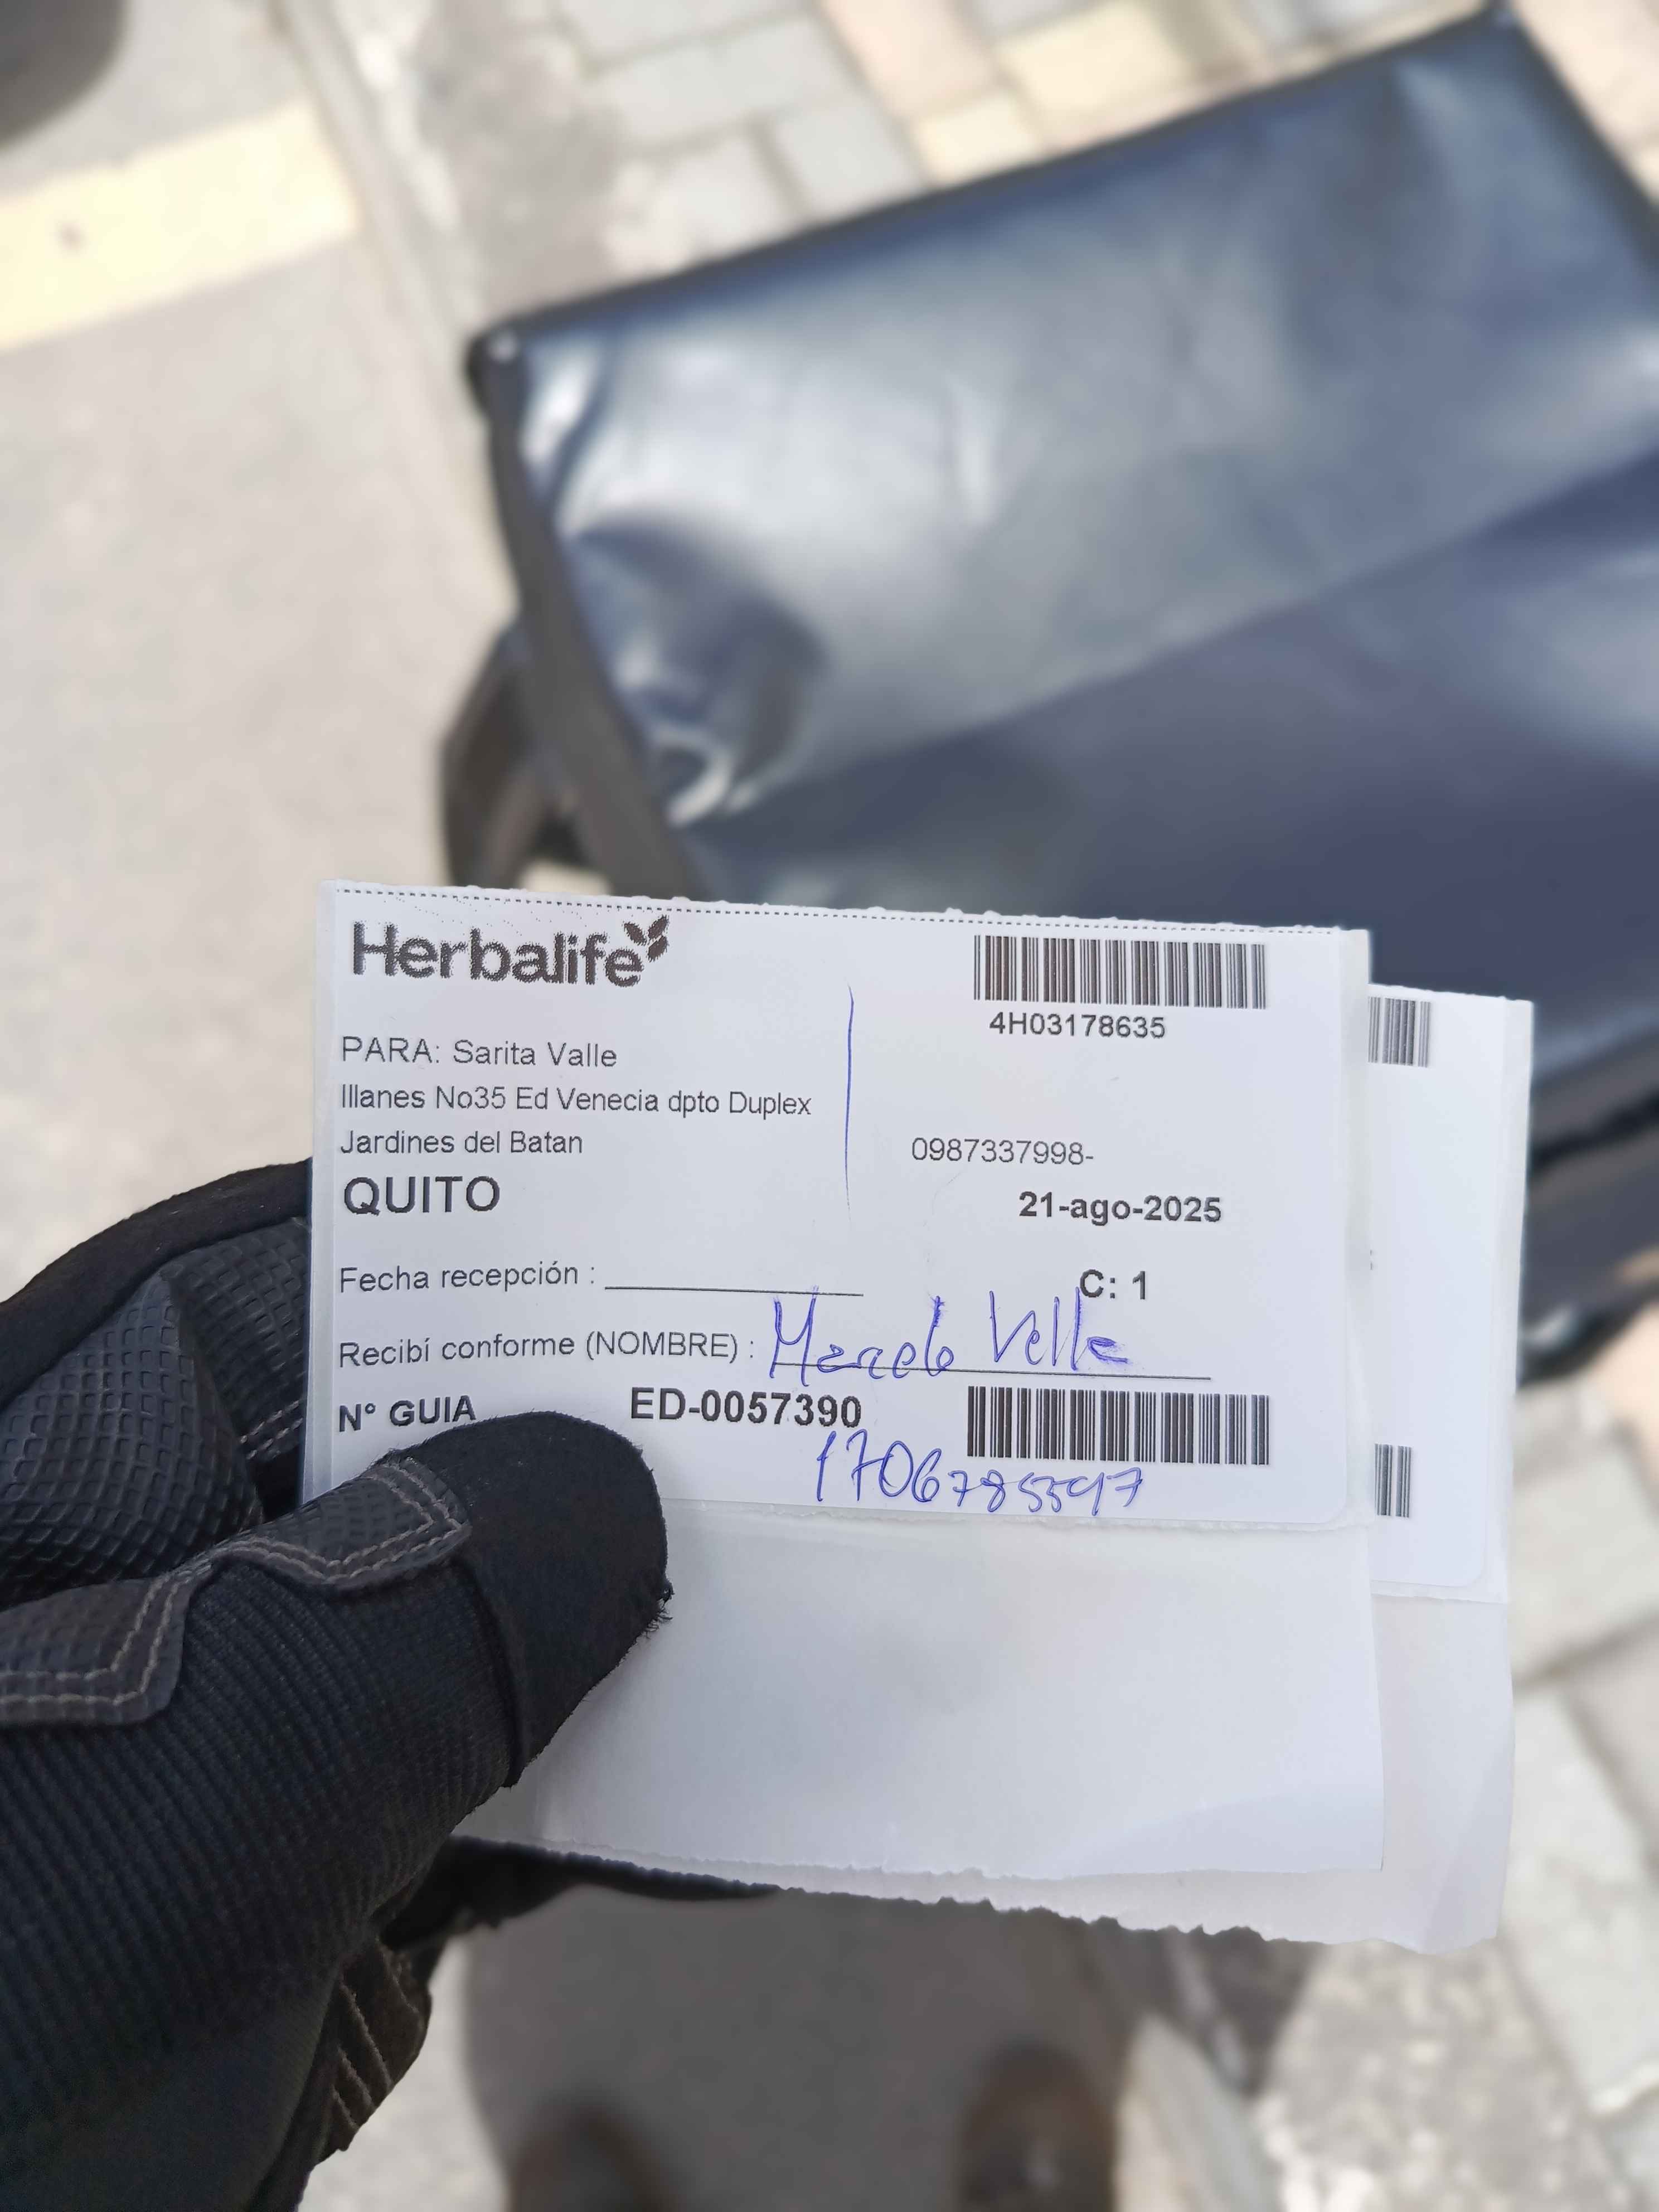 Herbalife
4H03178635
PARA: Sarita Valle
Illanes No35 Ed Venecia dpto Duplex
Jardines del Batan
0987337998-
QUITO
21-ago-2025
Fecha recepción :
C: 1
Recibí conforme (NOMBRE) : Marcelo Valle
N° GUIA ED-0057390
1706785597